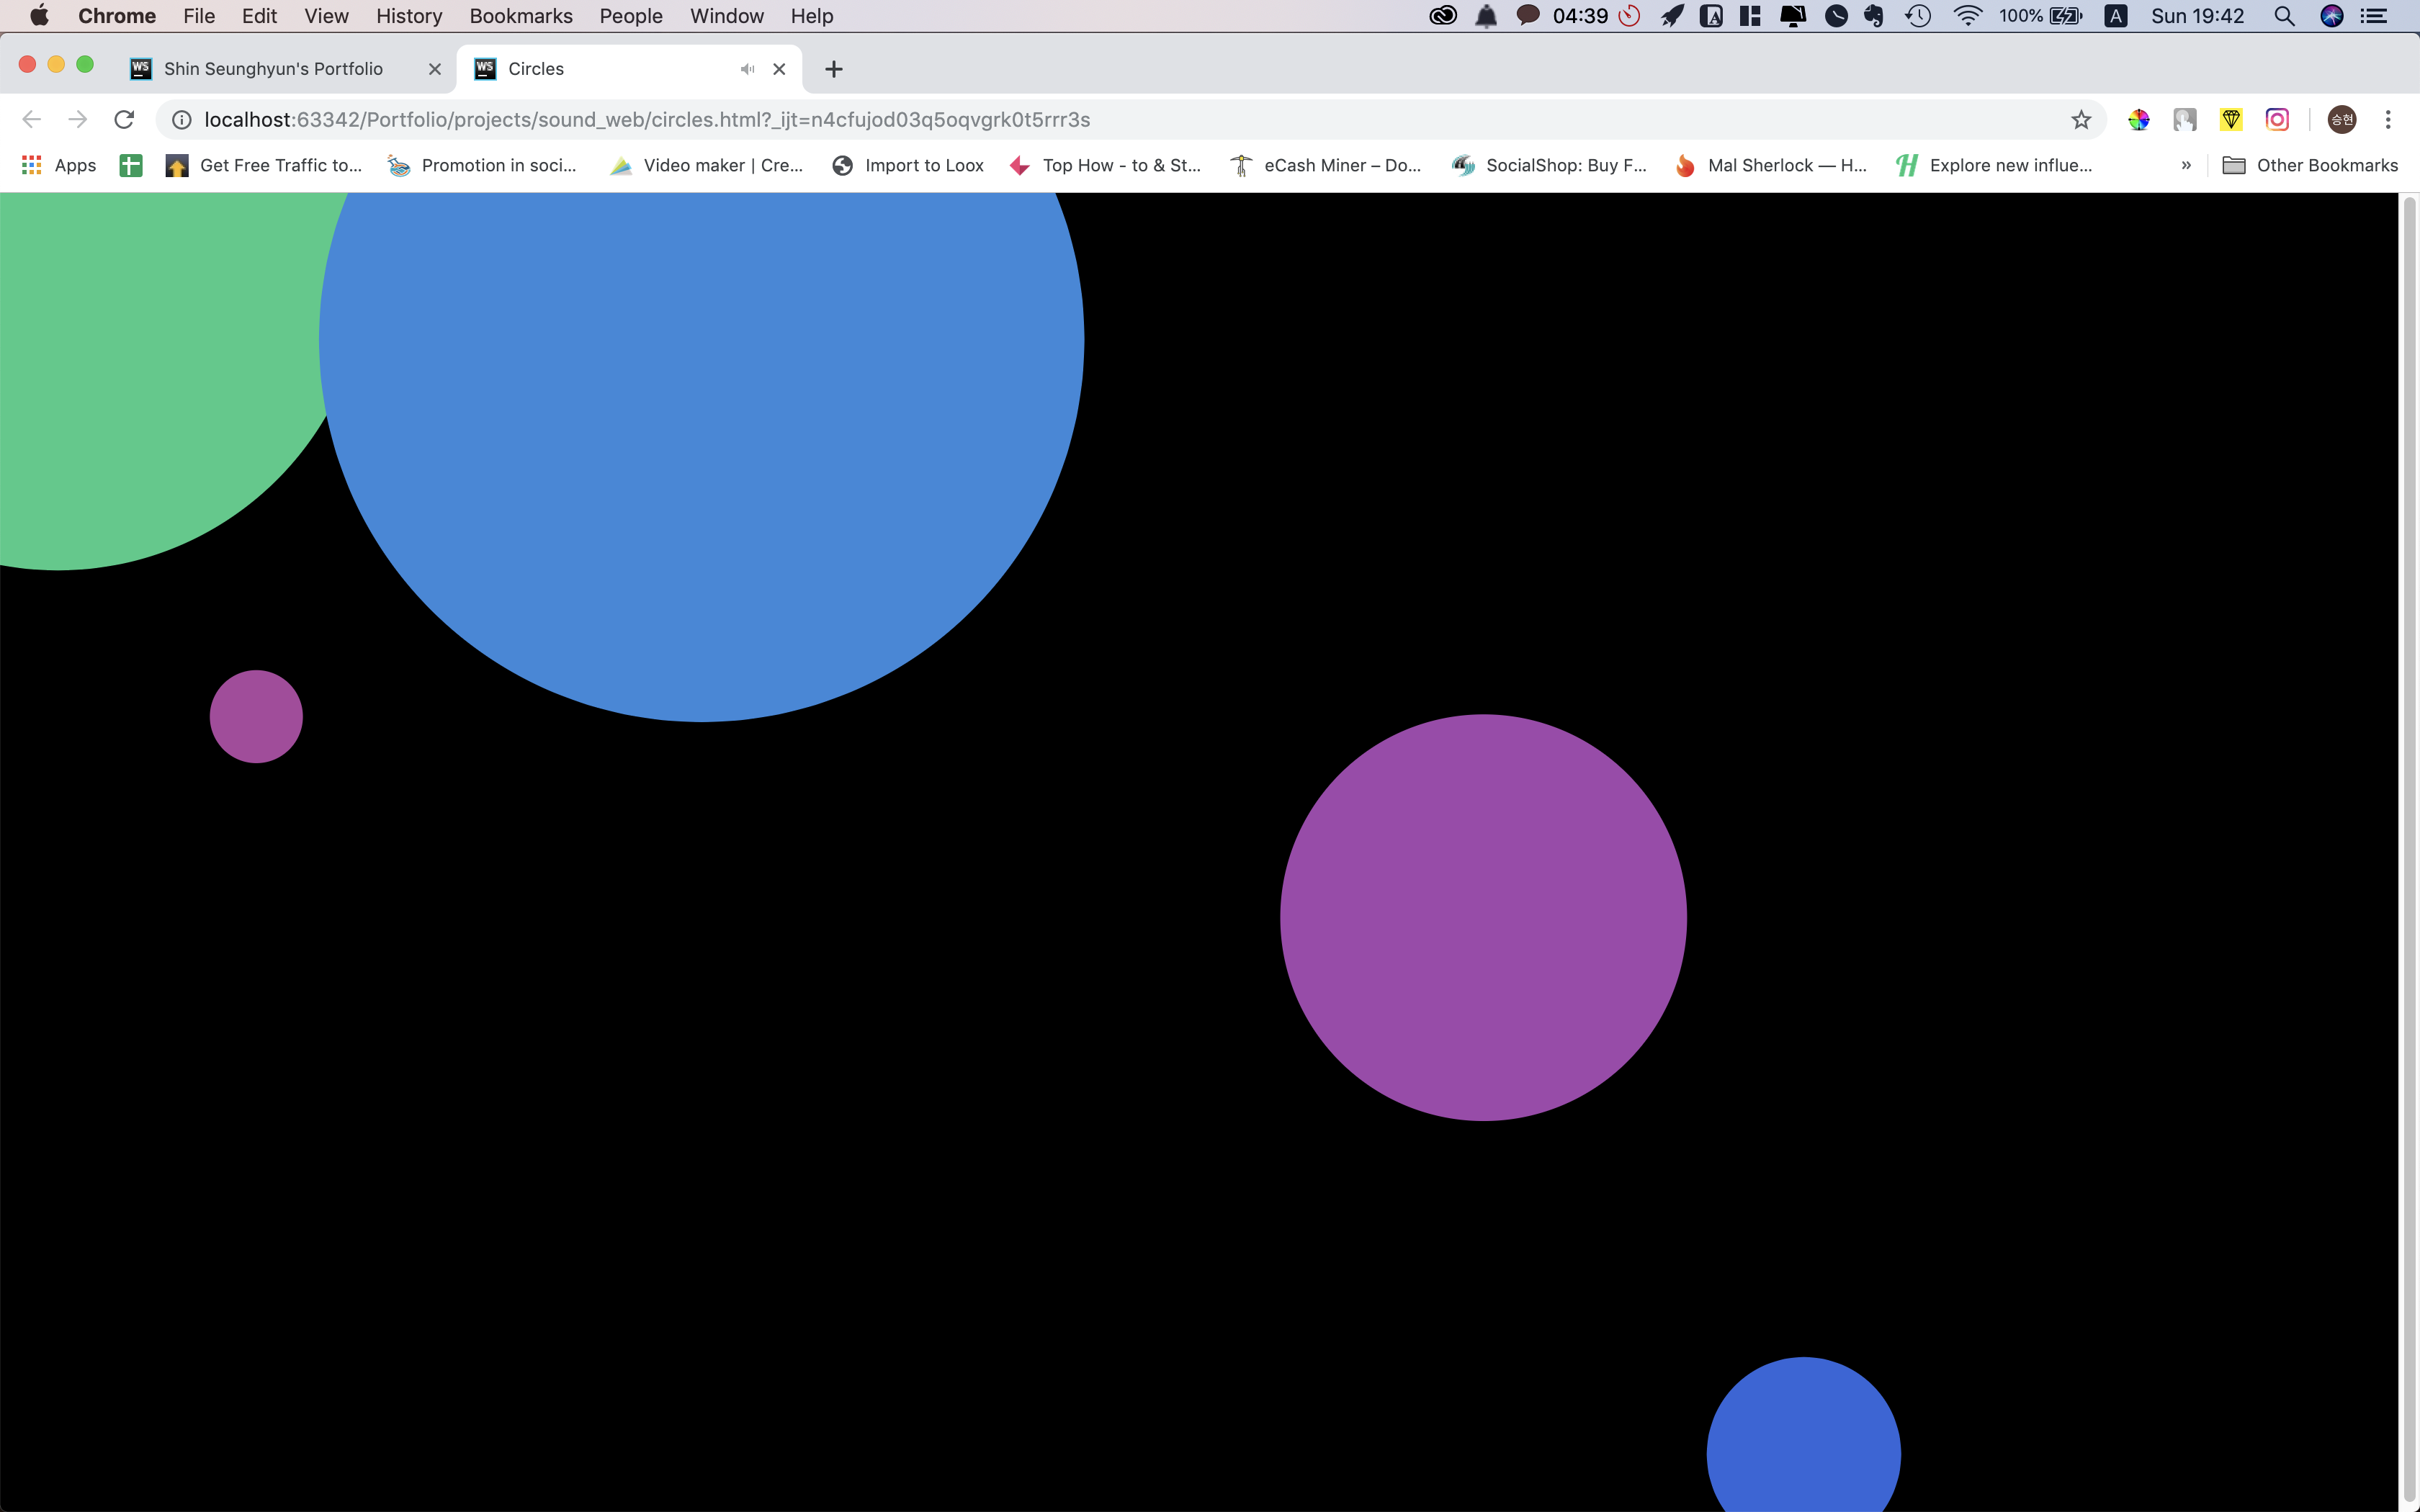 Chrome File Edit View History Bookmarks People Window Help 04:39 100% A Sun 19:42
WS Shin Seunghyun's Portfolio WS Circles
localhost:63342/Portfolio/projects/sound_web/circles.html?_ijt=n4cfujod03q5oqvgrk0t5rrr3s 승현
Apps Get Free Traffic to... Promotion in soci... Video maker | Cre... Import to Loox Top How - to & St... eCash Miner – Do... SocialShop: Buy F... Mal Sherlock — H... Explore new influe... » Other Bookmarks